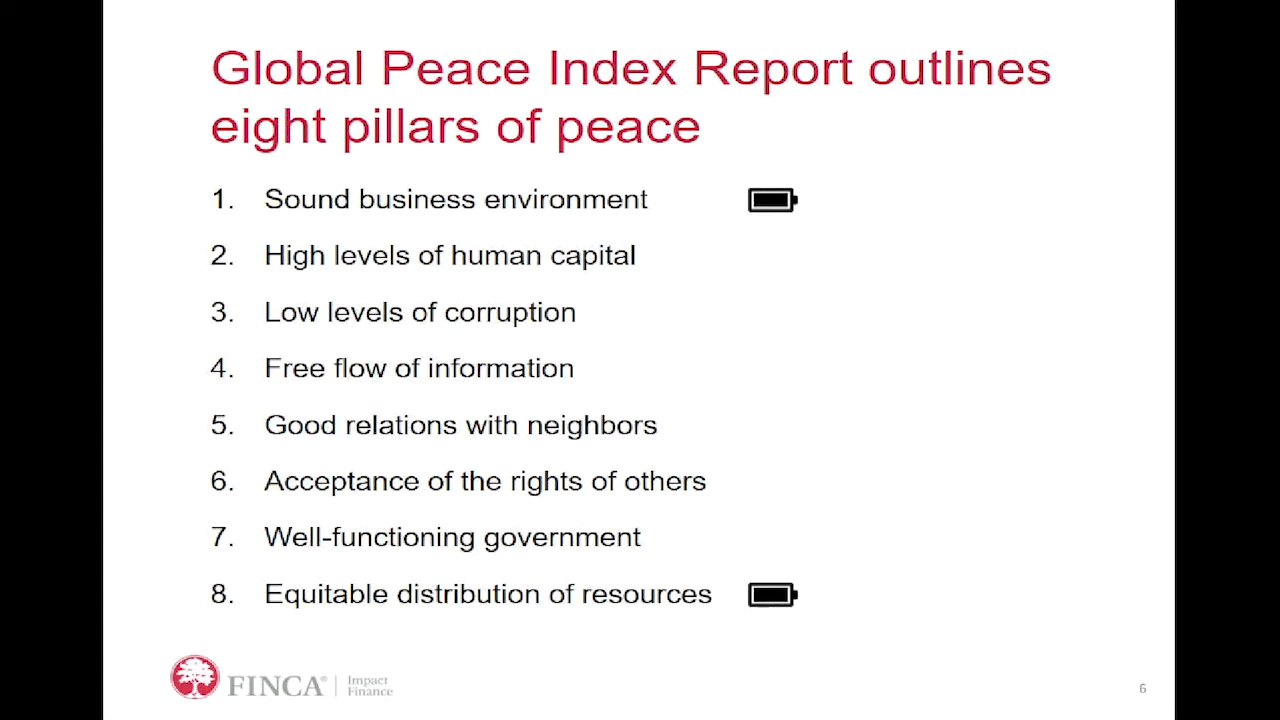 Global Peace Index Report outlines
eight pillars of peace
1. Sound business environment
2. High levels of human capital
3. Low levels of corruption
4. Free flow of information
5. Good relations with neighbors
6. Acceptance of the rights of others
7. Well-functioning government
8. Equitable distribution of resources
FINCA® Impact
Finance
6